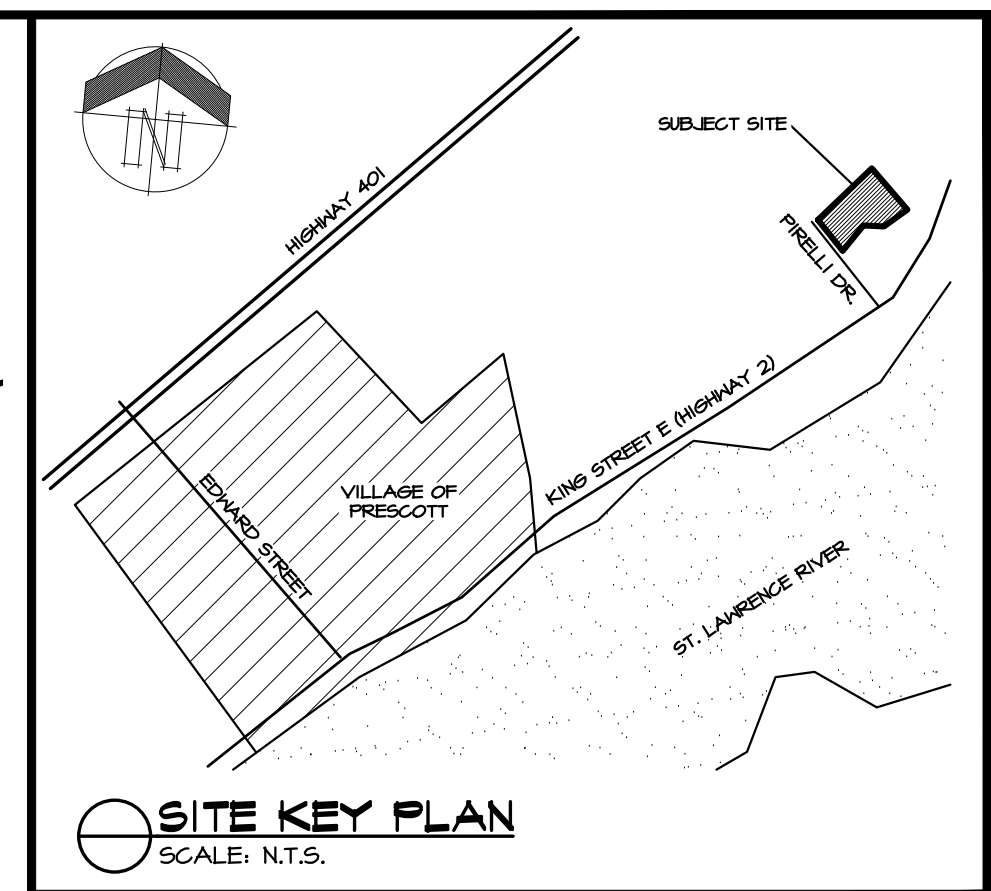 N
HIGHWAY 401
SUBJECT SITE
PIRELLI DR.
KING STREET E (HIGHWAY 2)
EDWARD STREET
VILLAGE OF
PRESCOTT
ST. LAWRENCE RIVER
SITE KEY PLAN
SCALE: N.T.S.